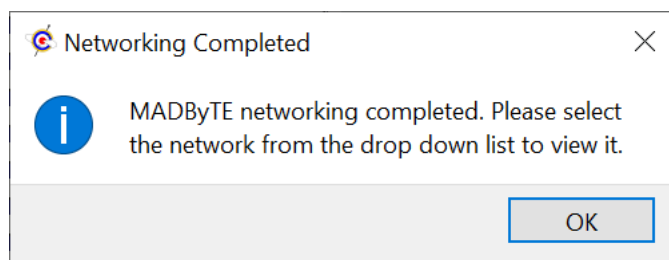 Networking Completed
MADByTE networking completed. Please select
the network from the drop down list to view it.
OK